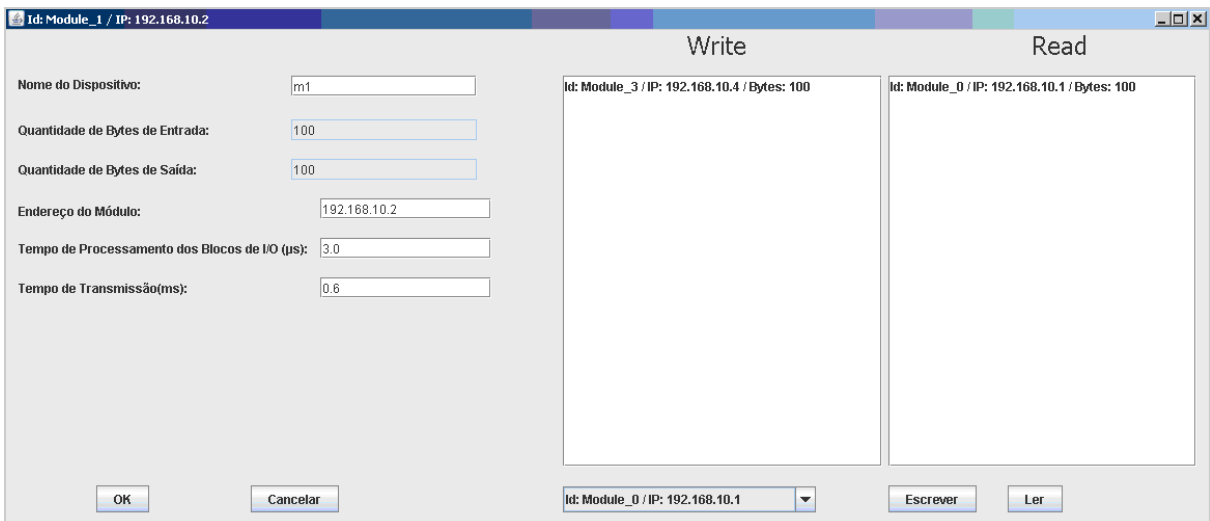 Id: Module_1 / IP: 192.168.10.2
Write
Read
Nome do Dispositivo:
m1
Quantidade de Bytes de Entrada:
100
Quantidade de Bytes de Saída:
100
Endereço do Módulo:
192.168.10.2
Tempo de Processamento dos Blocos de I/O (µs):
3.0
Tempo de Transmissão(ms):
0.6
Id: Module_3 / IP: 192.168.10.4 / Bytes: 100
Id: Module_0 / IP: 192.168.10.1 / Bytes: 100
OK
Cancelar
Id: Module_0 / IP: 192.168.10.1
Escrever
Ler